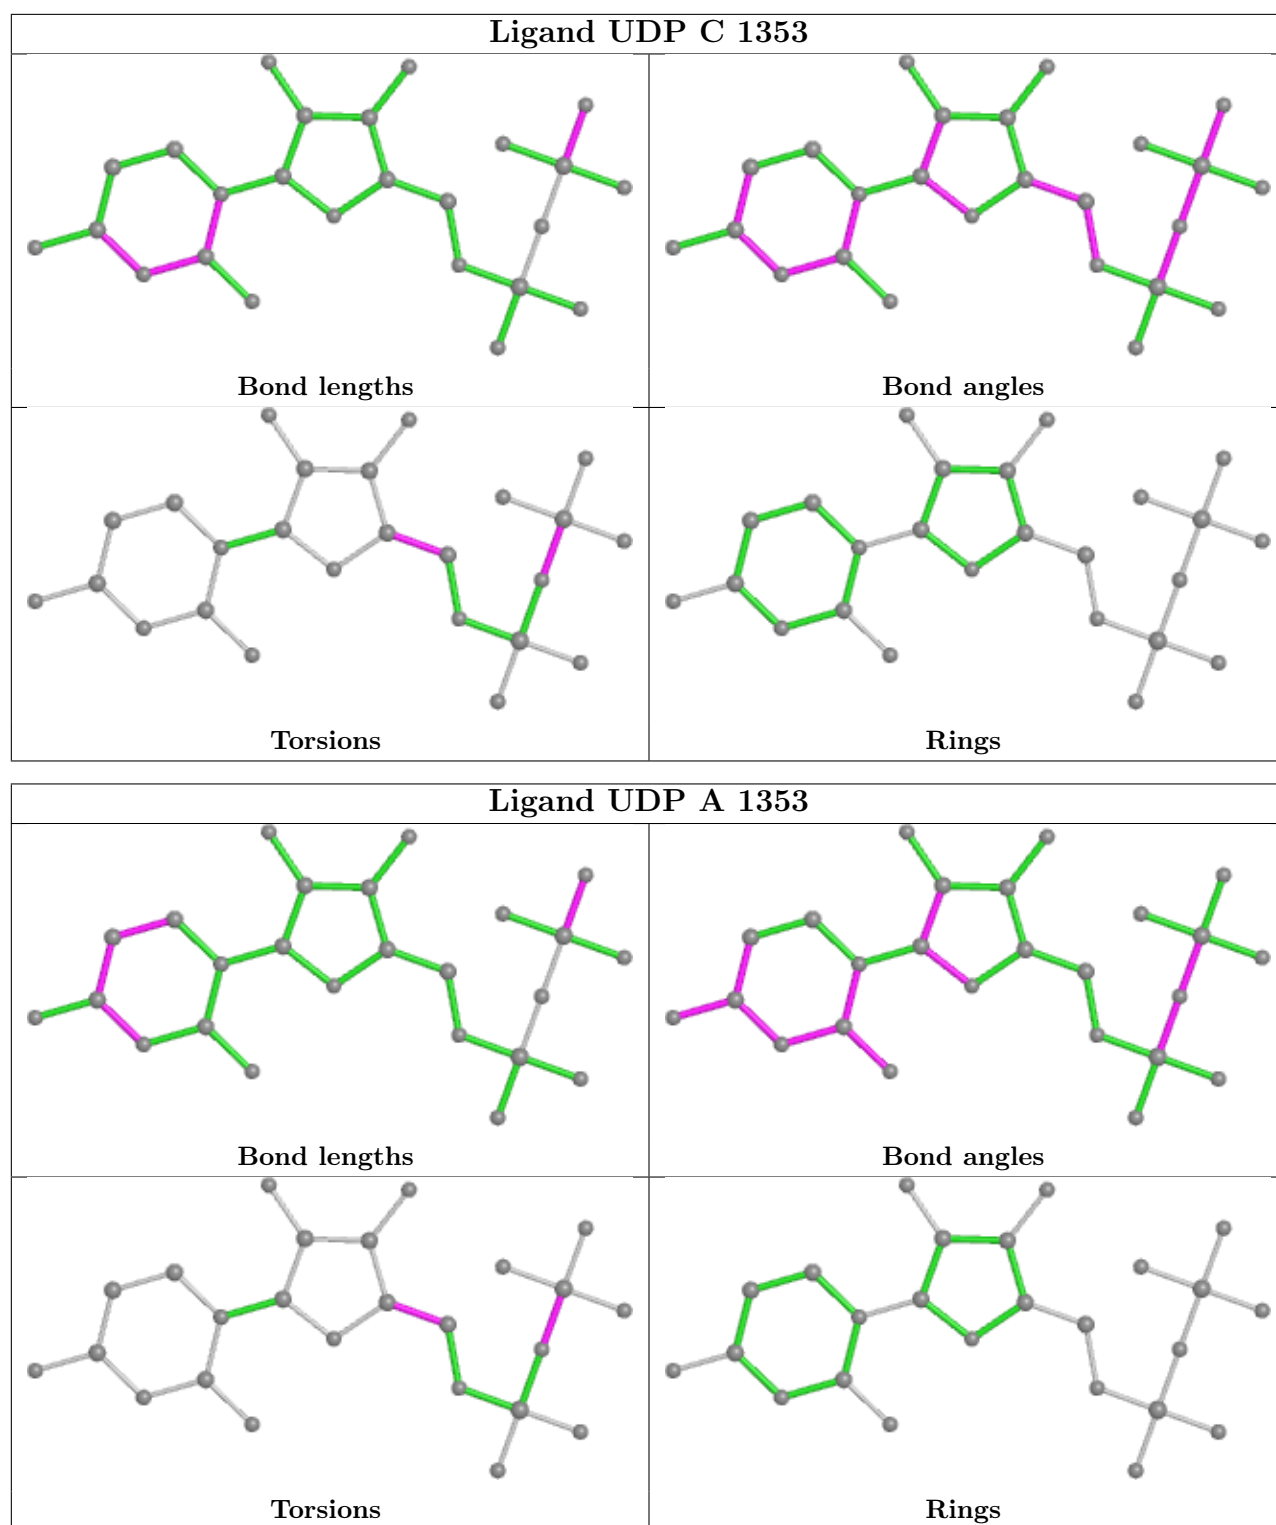 Ligand UDP C 1353
Bond lengths
Bond angles
Torsions
Rings
Ligand UDP A 1353
Bond lengths
Bond angles
Torsions
Rings